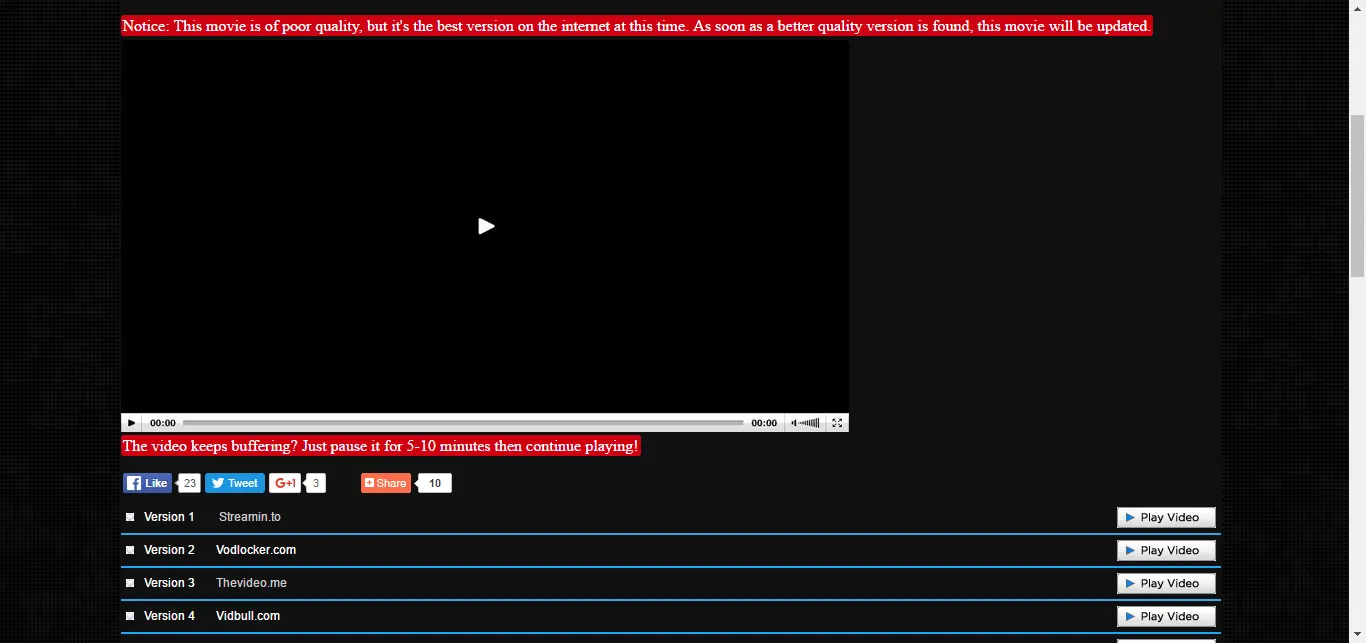 Notice: This movie is of poor quality, but it's the best version on the internet at this time. As soon as a better quality version is found, this movie will be updated.
00:00 00:00
The video keeps buffering? Just pause it for 5-10 minutes then continue playing!
Like 23 Tweet G+1 3 Share 10
Version 1 Streamin.to Play Video
Version 2 Vodlocker.com Play Video
Version 3 Thevideo.me Play Video
Version 4 Vidbull.com Play Video